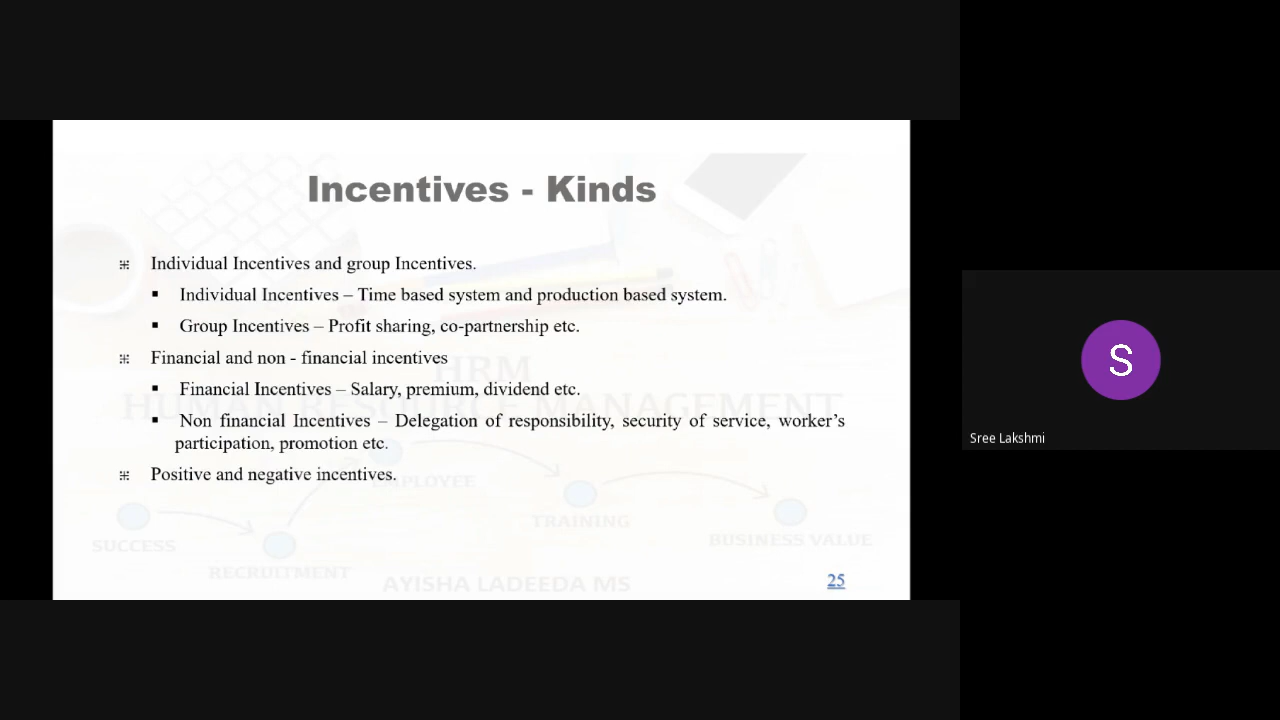 Incentives - Kinds
Individual Incentives and group Incentives.
Individual Incentives – Time based system and production based system.
Group Incentives – Profit sharing, co-partnership etc.
Financial and non - financial incentives
HRM
Financial Incentives – Salary, premium, dividend etc.
HUMAN RESOURCE MANAGEMENT
Non financial Incentives – Delegation of responsibility, security of service, worker’s
participation, promotion etc.
Positive and negative incentives.
EMPLOYEE
TRAINING
SUCCESS
BUSINESS VALUE
RECRUITMENT
AYISHA LADEEDA MS
25
S
Sree Lakshmi